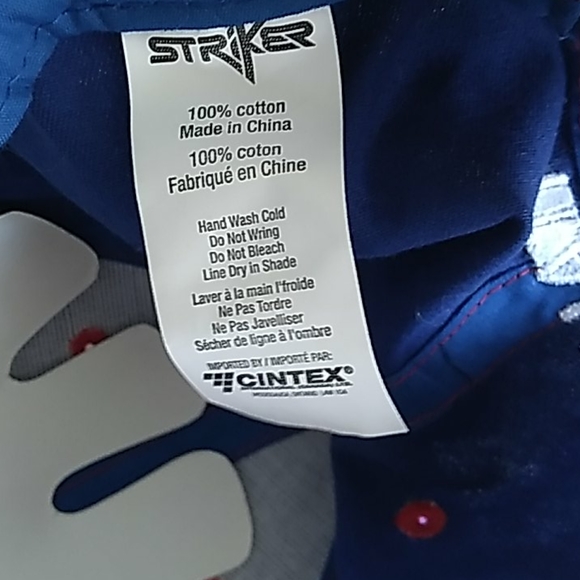 STRIKER
100% cotton
Made in China
100% coton
Fabriqué en Chine
Hand Wash Cold
Do Not Wring
Do Not Bleach
Line Dry in Shade
Laver à la main l'froide
Ne Pas Tordre
Ne Pas Javelliser
Sécher de ligne à l'ombre
IMPORTED BY / IMPORTÉ PAR:
CINTEX®